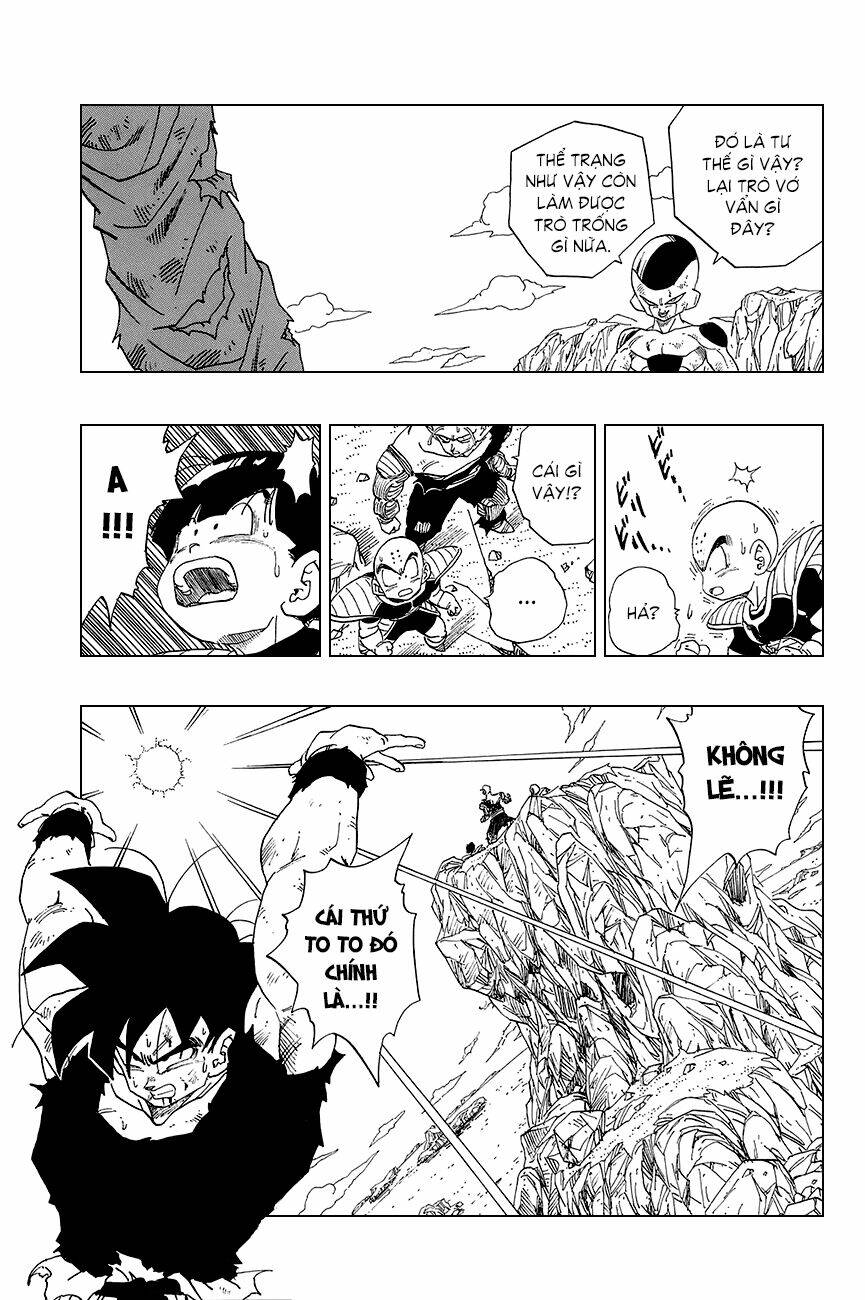 ĐÓ LÀ TƯ
THẾ GÌ VẬY?
LẠI TRÒ VỚ
VẨN GÌ
ĐÂY?
THỂ TRẠNG
NHƯ VẬY CÒN
LÀM ĐƯỢC
TRÒ TRỐNG
GÌ NỮA.
HẢ?
CÁI GÌ
VẬY!?
...
A
!!!
KHÔNG
LẼ...!!!
CÁI THỨ
TO TO ĐÓ
CHÍNH
LÀ...!!